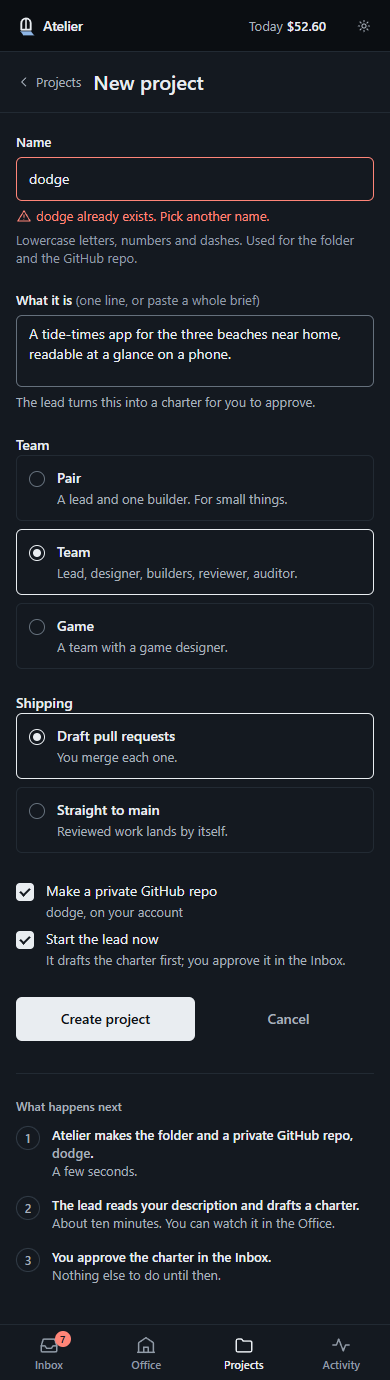 Atelier
Today $52.60
Projects
New project
Name
dodge
dodge already exists. Pick another name.
Lowercase letters, numbers and dashes. Used for the folder
and the GitHub repo.
What it is (one line, or paste a whole brief)
A tide-times app for the three beaches near home,
readable at a glance on a phone.
The lead turns this into a charter for you to approve.
Team
Pair
A lead and one builder. For small things.
Team
Lead, designer, builders, reviewer, auditor.
Game
A team with a game designer.
Shipping
Draft pull requests
You merge each one.
Straight to main
Reviewed work lands by itself.
Make a private GitHub repo
dodge, on your account
Start the lead now
It drafts the charter first; you approve it in the Inbox.
Create project
Cancel
What happens next
1
Atelier makes the folder and a private GitHub repo,
dodge.
A few seconds.
2
The lead reads your description and drafts a charter.
About ten minutes. You can watch it in the Office.
3
You approve the charter in the Inbox.
Nothing else to do until then.
7
Inbox
Office
Projects
Activity